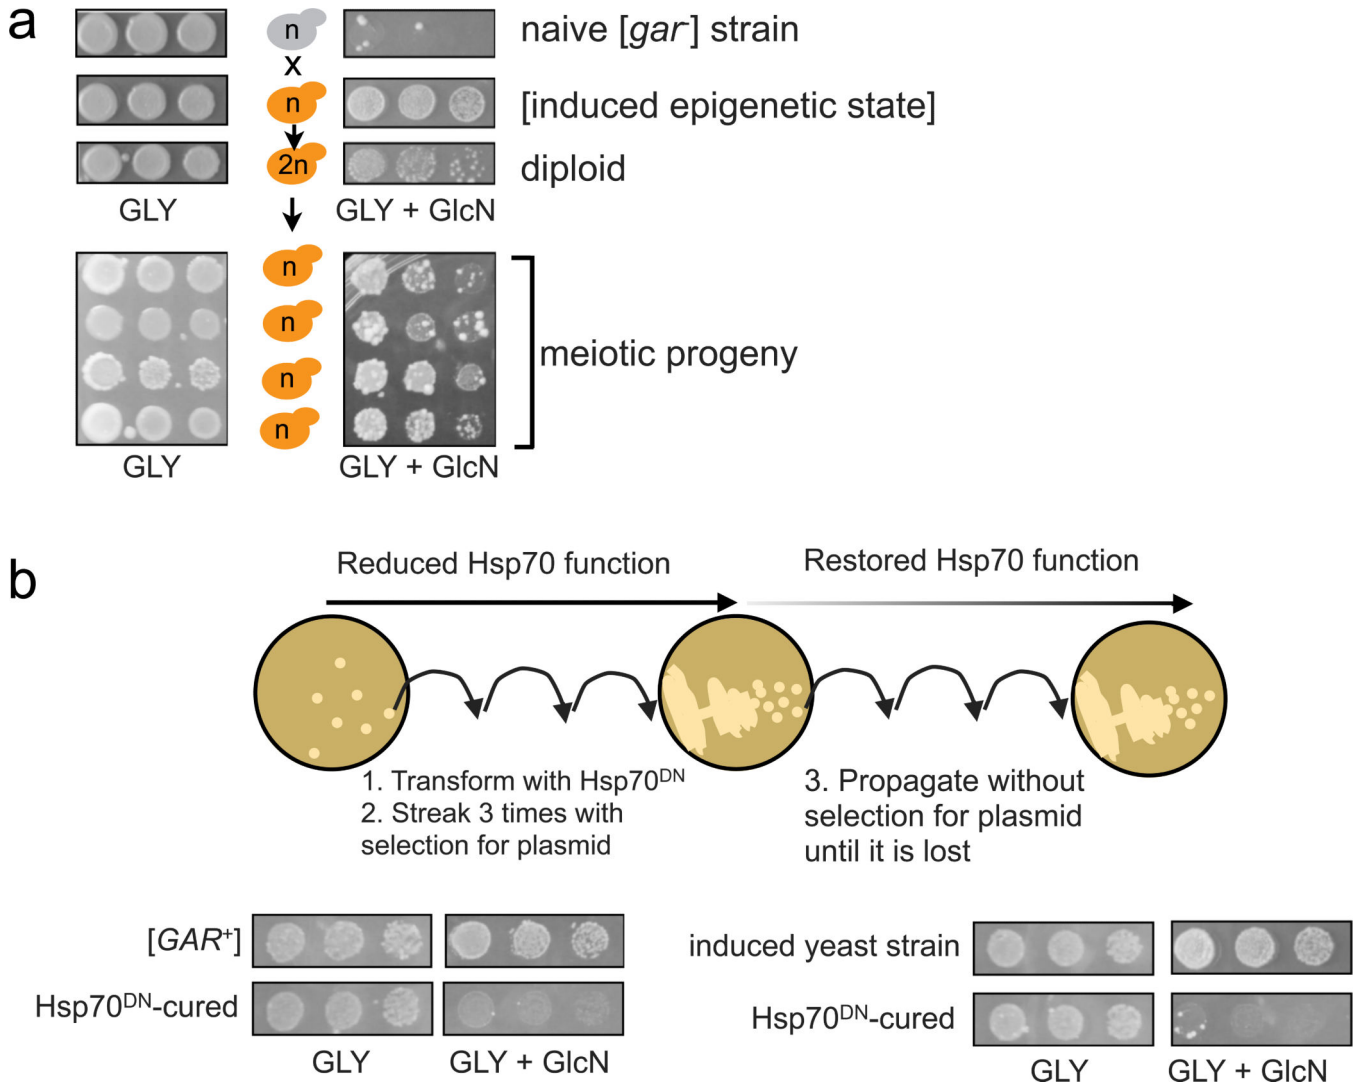 a
n
naive [gar-] strain
x
n
[induced epigenetic state]
2n
diploid
GLY
GLY + GlcN
n
n
n
n
meiotic progeny
GLY
GLY + GlcN
b
Reduced Hsp70 function
Restored Hsp70 function
1. Transform with Hsp70DN
2. Streak 3 times with
selection for plasmid
3. Propagate without
selection for plasmid
until it is lost
[GAR+]
Hsp70DN-cured
GLY
GLY + GlcN
induced yeast strain
Hsp70DN-cured
GLY
GLY + GlcN